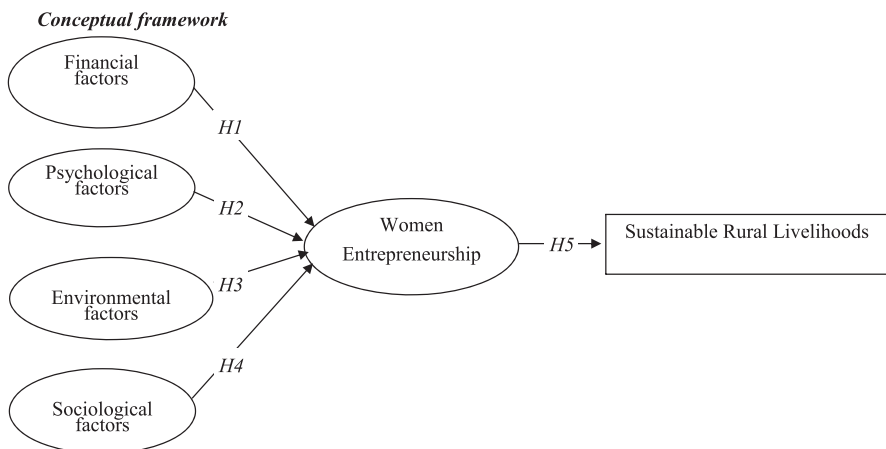 Conceptual framework
Financial
factors
H1
Psychological
factors
H2
Women
Entrepreneurship
H5
Sustainable Rural Livelihoods
H3
Environmental
factors
H4
Sociological
factors